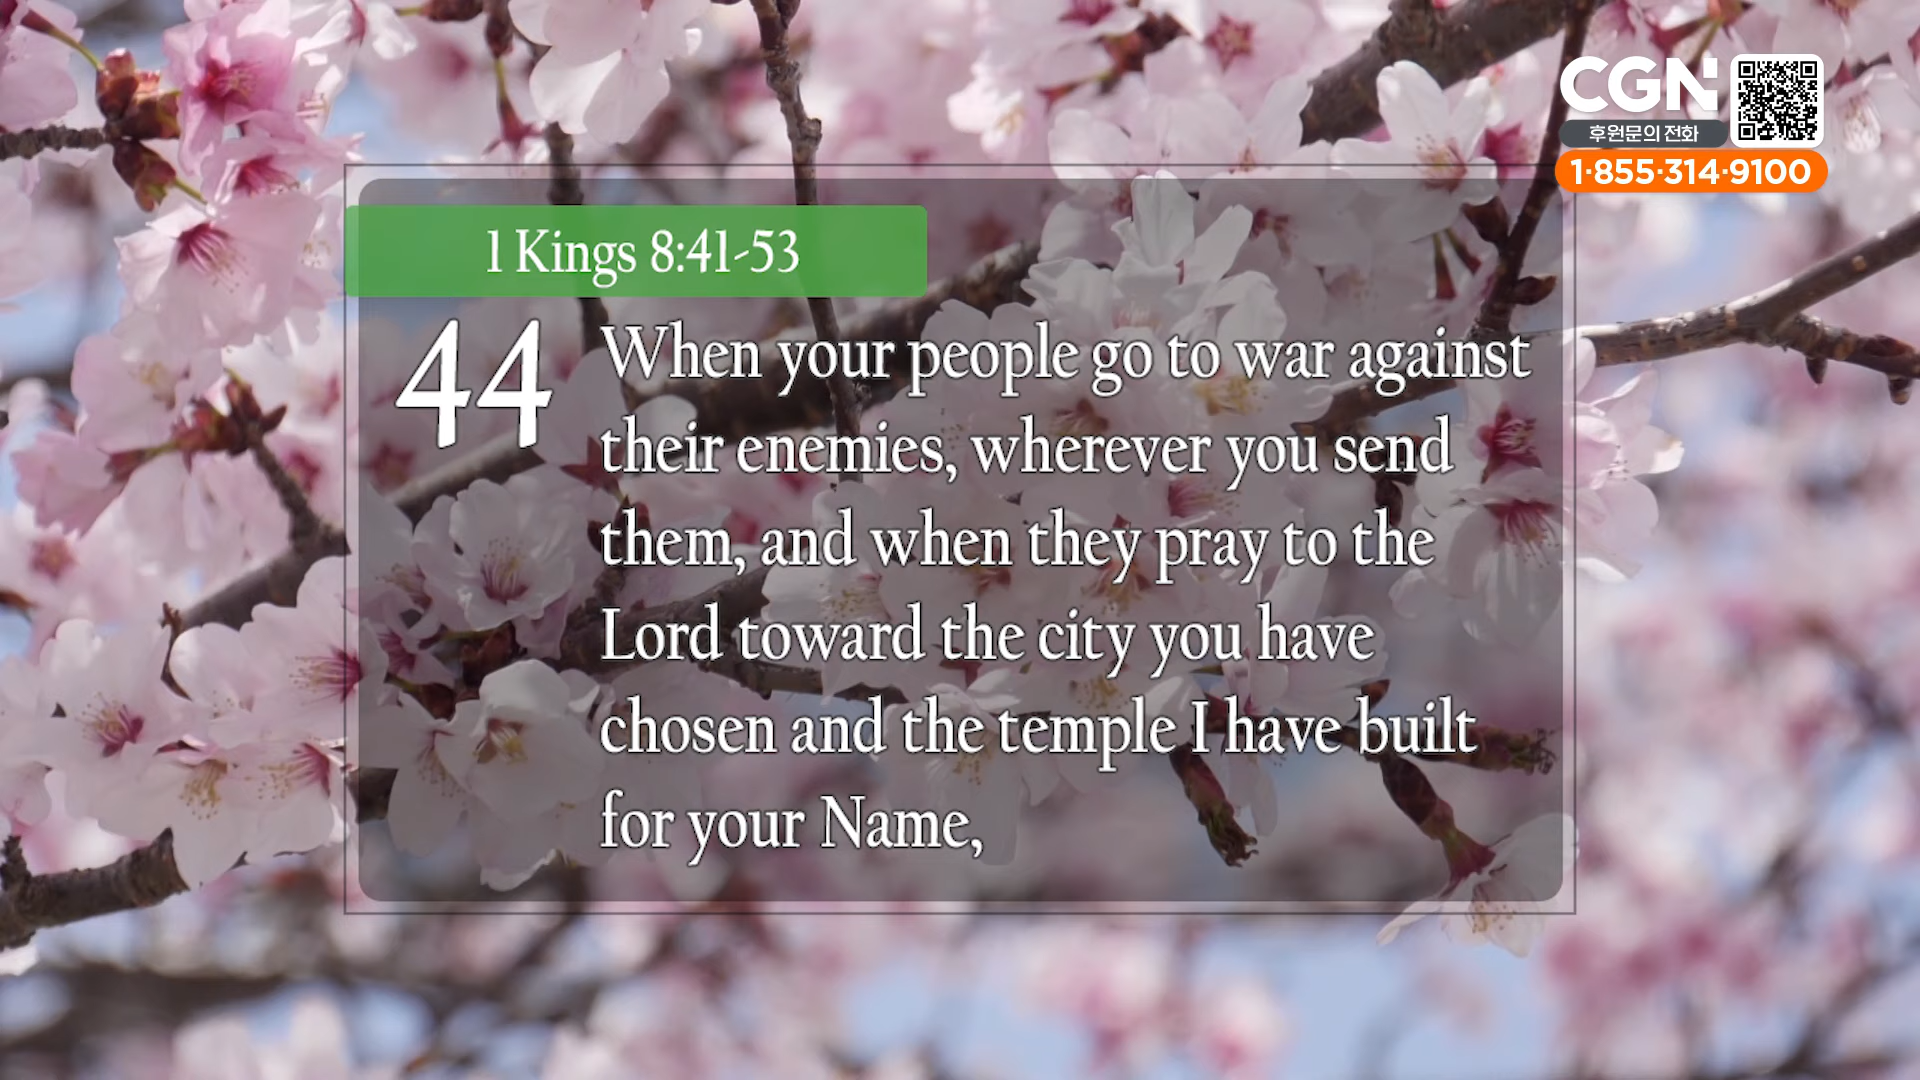 CGN
후원문의 전화
1·855·314·9100
1 Kings 8:41-53
44
When your people go to war against
their enemies, wherever you send
them, and when they pray to the
Lord toward the city you have
chosen and the temple I have built
for your Name,